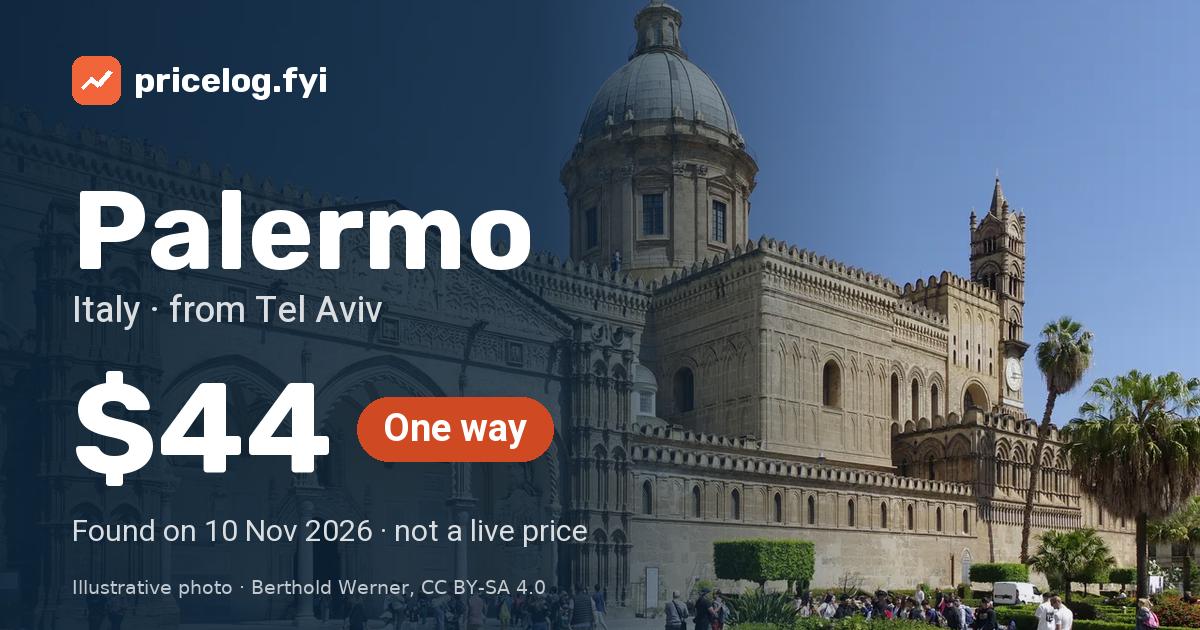 pricelog.fyi
Palermo
Italy · from Tel Aviv
$44 One way
Found on 10 Nov 2026 · not a live price
Illustrative photo · Berthold Werner, CC BY-SA 4.0